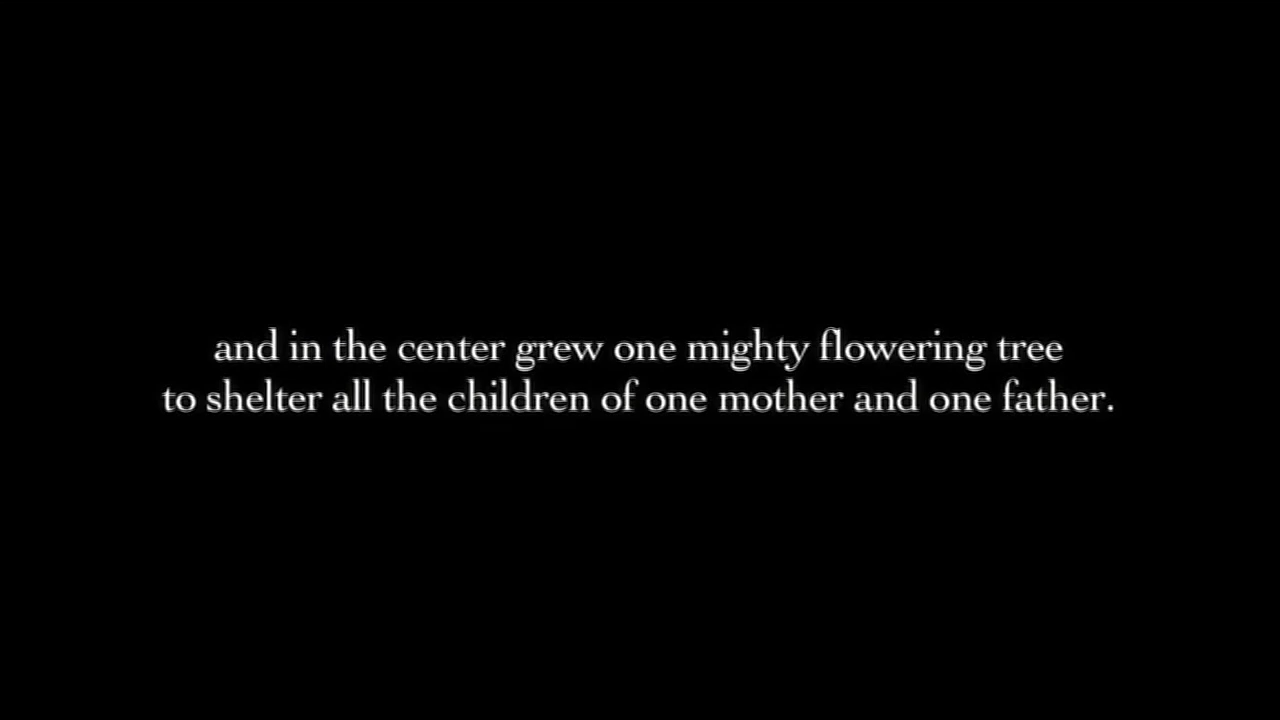 and in the center grew one mighty flowering tree
to shelter all the children of one mother and one father.